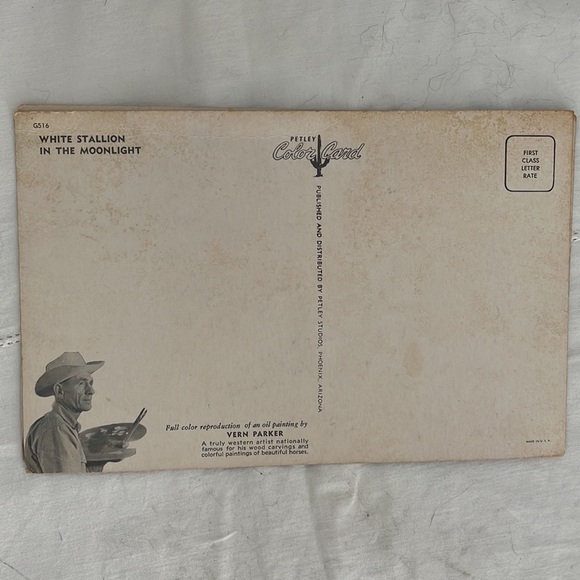 G516
WHITE STALLION
IN THE MOONLIGHT
PETLEY
Color Card
FIRST
CLASS
LETTER
RATE
PUBLISHED AND DISTRIBUTED BY PETLEY STUDIOS, PHOENIX, ARIZONA
Full color reproduction of an oil painting by
VERN PARKER
A truly western artist nationally
famous for his wood carvings and
colorful paintings of beautiful horses.
MADE IN U.S.A.